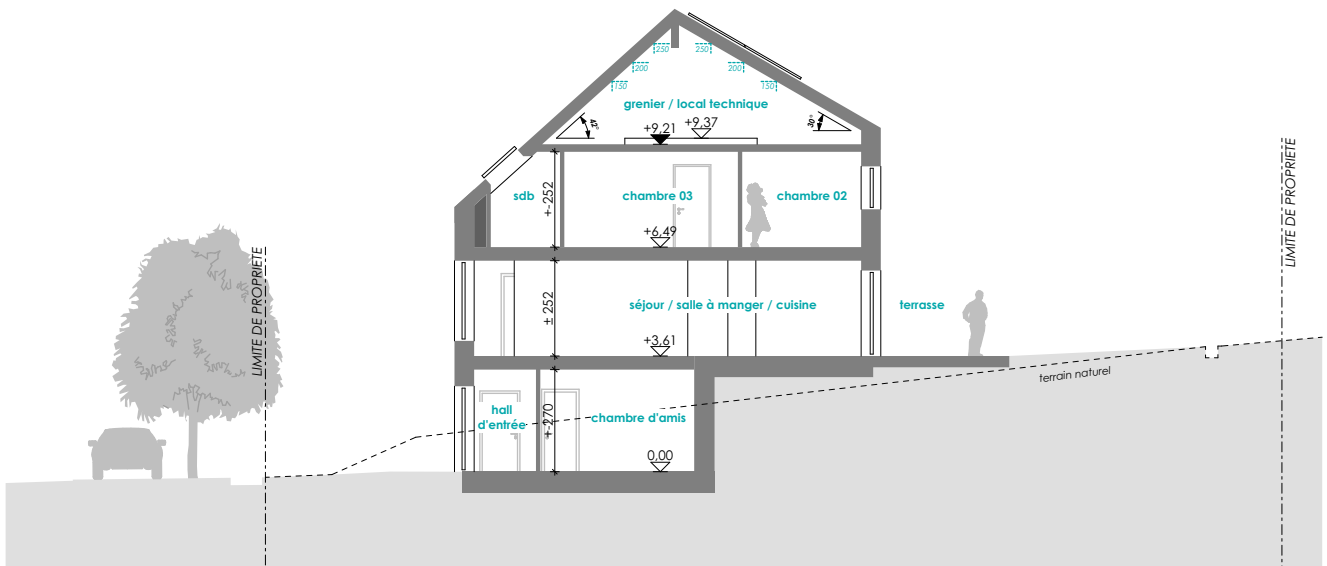 250
250
200
200
150
150
grenier / local technique
42°
30°
+9,21
+9,37
sdb
+-252
chambre 03
chambre 02
+6,49
LIMITE DE PROPRIETE
LIMITE DE PROPRIETE
± 252
séjour / salle à manger / cuisine
terrasse
+3,61
terrain naturel
hall
d'entrée
+-270
chambre d'amis
0,00